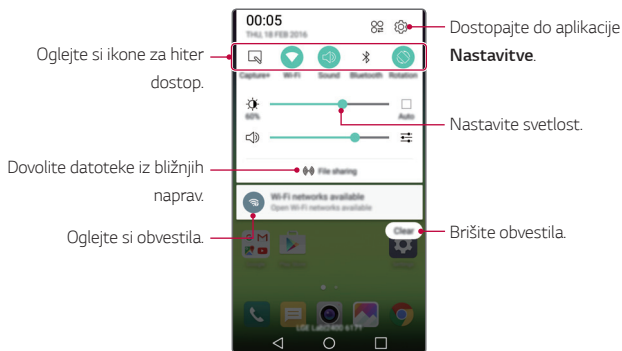 00:05
THU, 18 FEB 2016
Dostopajte do aplikacije
Nastavitve.
Oglejte si ikone za hiter
dostop.
Capture+ Wi-Fi Sound Bluetooth Rotation
60%
Auto
Nastavite svetlost.
Dovolite datoteke iz bližnjih
naprav.
File sharing
Wi-Fi networks available
Open Wi-Fi networks available
Oglejte si obvestila.
Clear
Brišite obvestila.